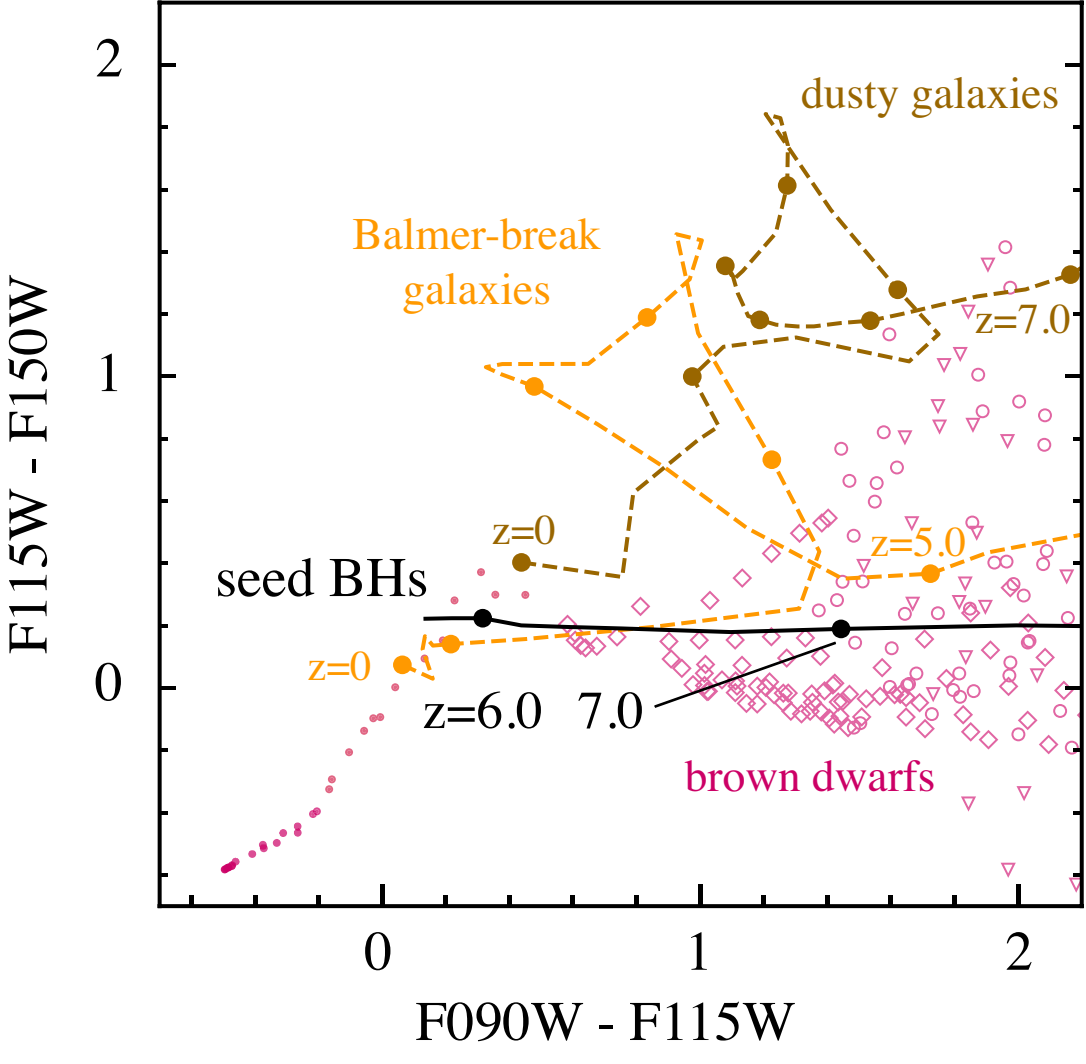 2
dusty galaxies
Balmer-break
galaxies
z=7.0
1
F115W - F150W
z=0
z=5.0
seed BHs
z=0
0
z=6.0 7.0
brown dwarfs
0 1 2
F090W - F115W